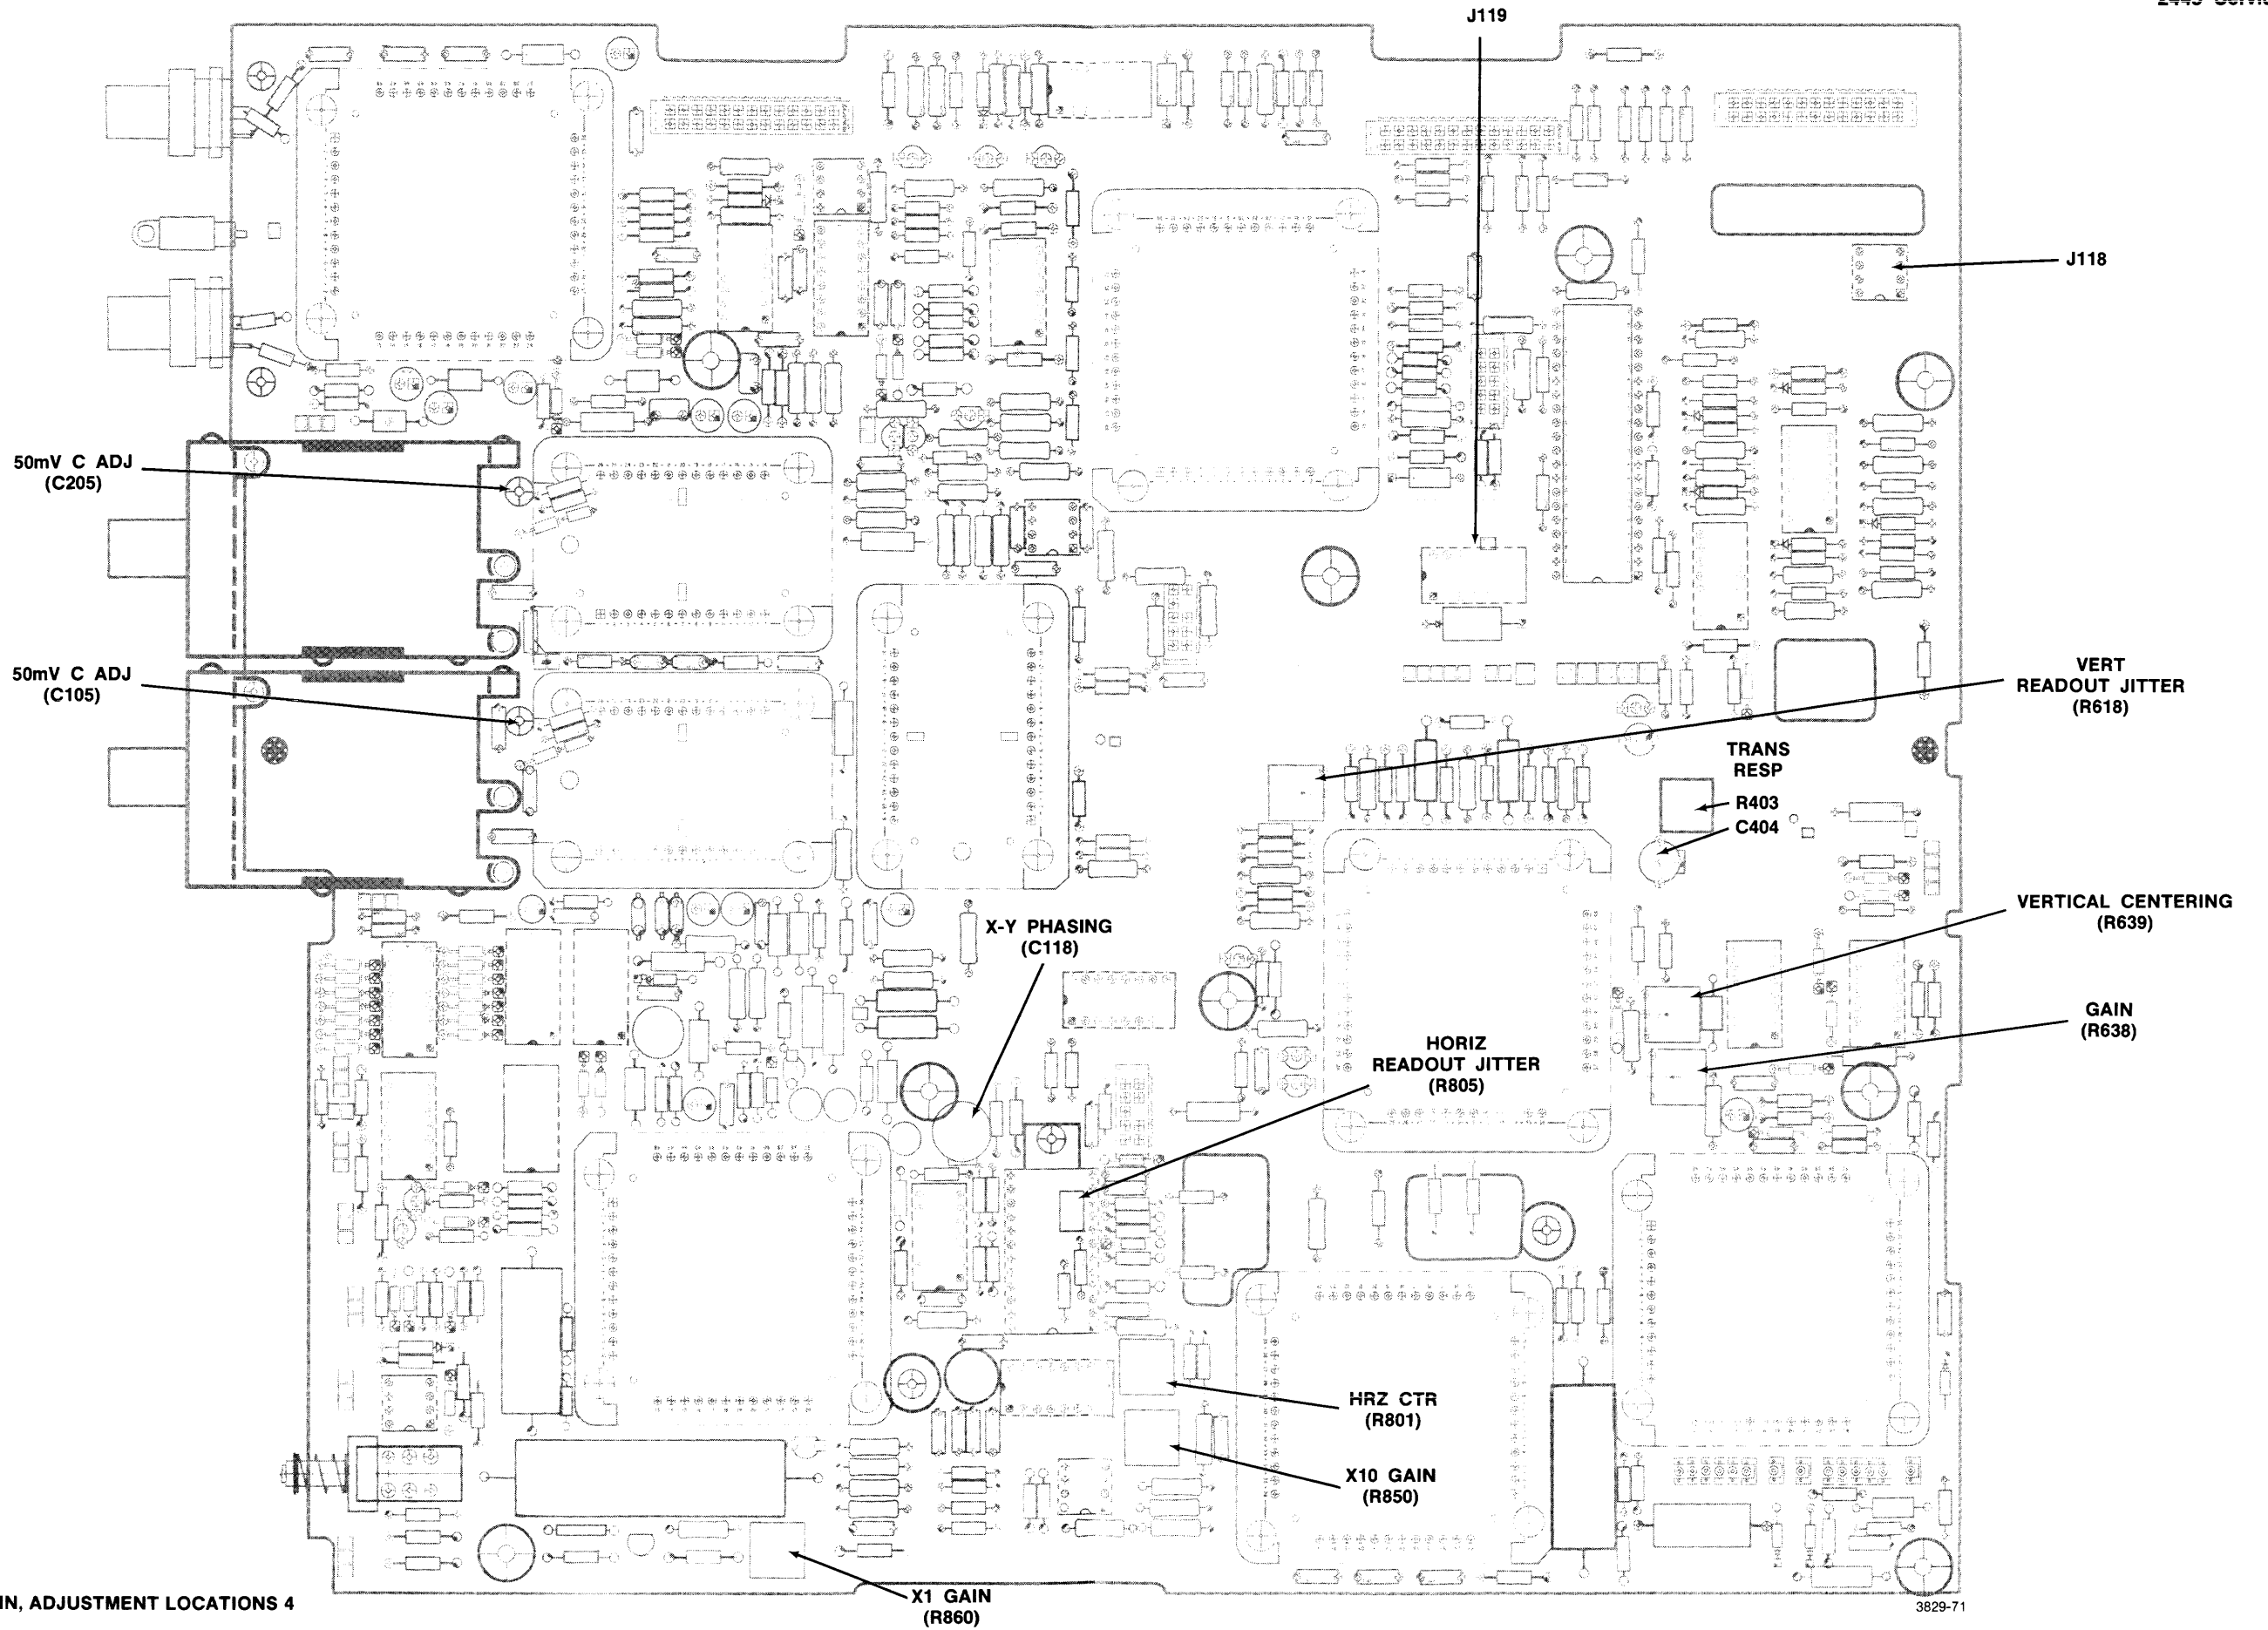 J119
J118
50mV C ADJ
(C205)
50mV C ADJ
(C105)
VERT
READOUT JITTER
(R618)
TRANS
RESP
R403
C404
VERTICAL CENTERING
(R639)
X-Y PHASING
(C118)
GAIN
(R638)
HORIZ
READOUT JITTER
(R805)
HRZ CTR
(R801)
X10 GAIN
(R850)
X1 GAIN
(R860)
IN, ADJUSTMENT LOCATIONS 4
3829-71